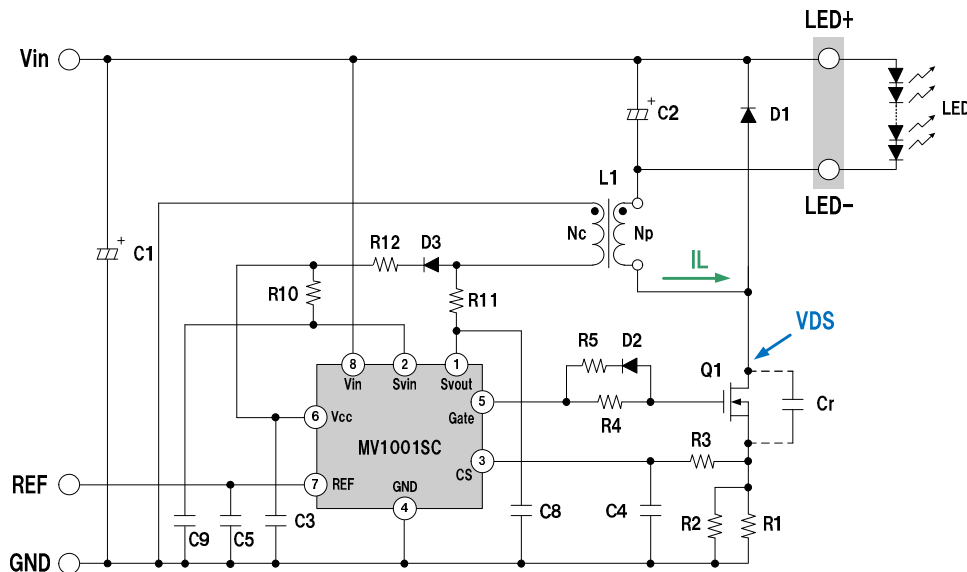 LED+
Vin
C2
D1
LED
L1
LED-
C1
Nc
Np
R12
D3
IL
R10
R11
VDS
R5
D2
Q1
8
2
1
Vin
Svin
Svout
5
Gate
R4
Cr
6
Vcc
MV1001SC
R3
3
CS
REF
7
REF
GND
4
C9
C5
C3
C8
C4
R2
R1
GND
+
+